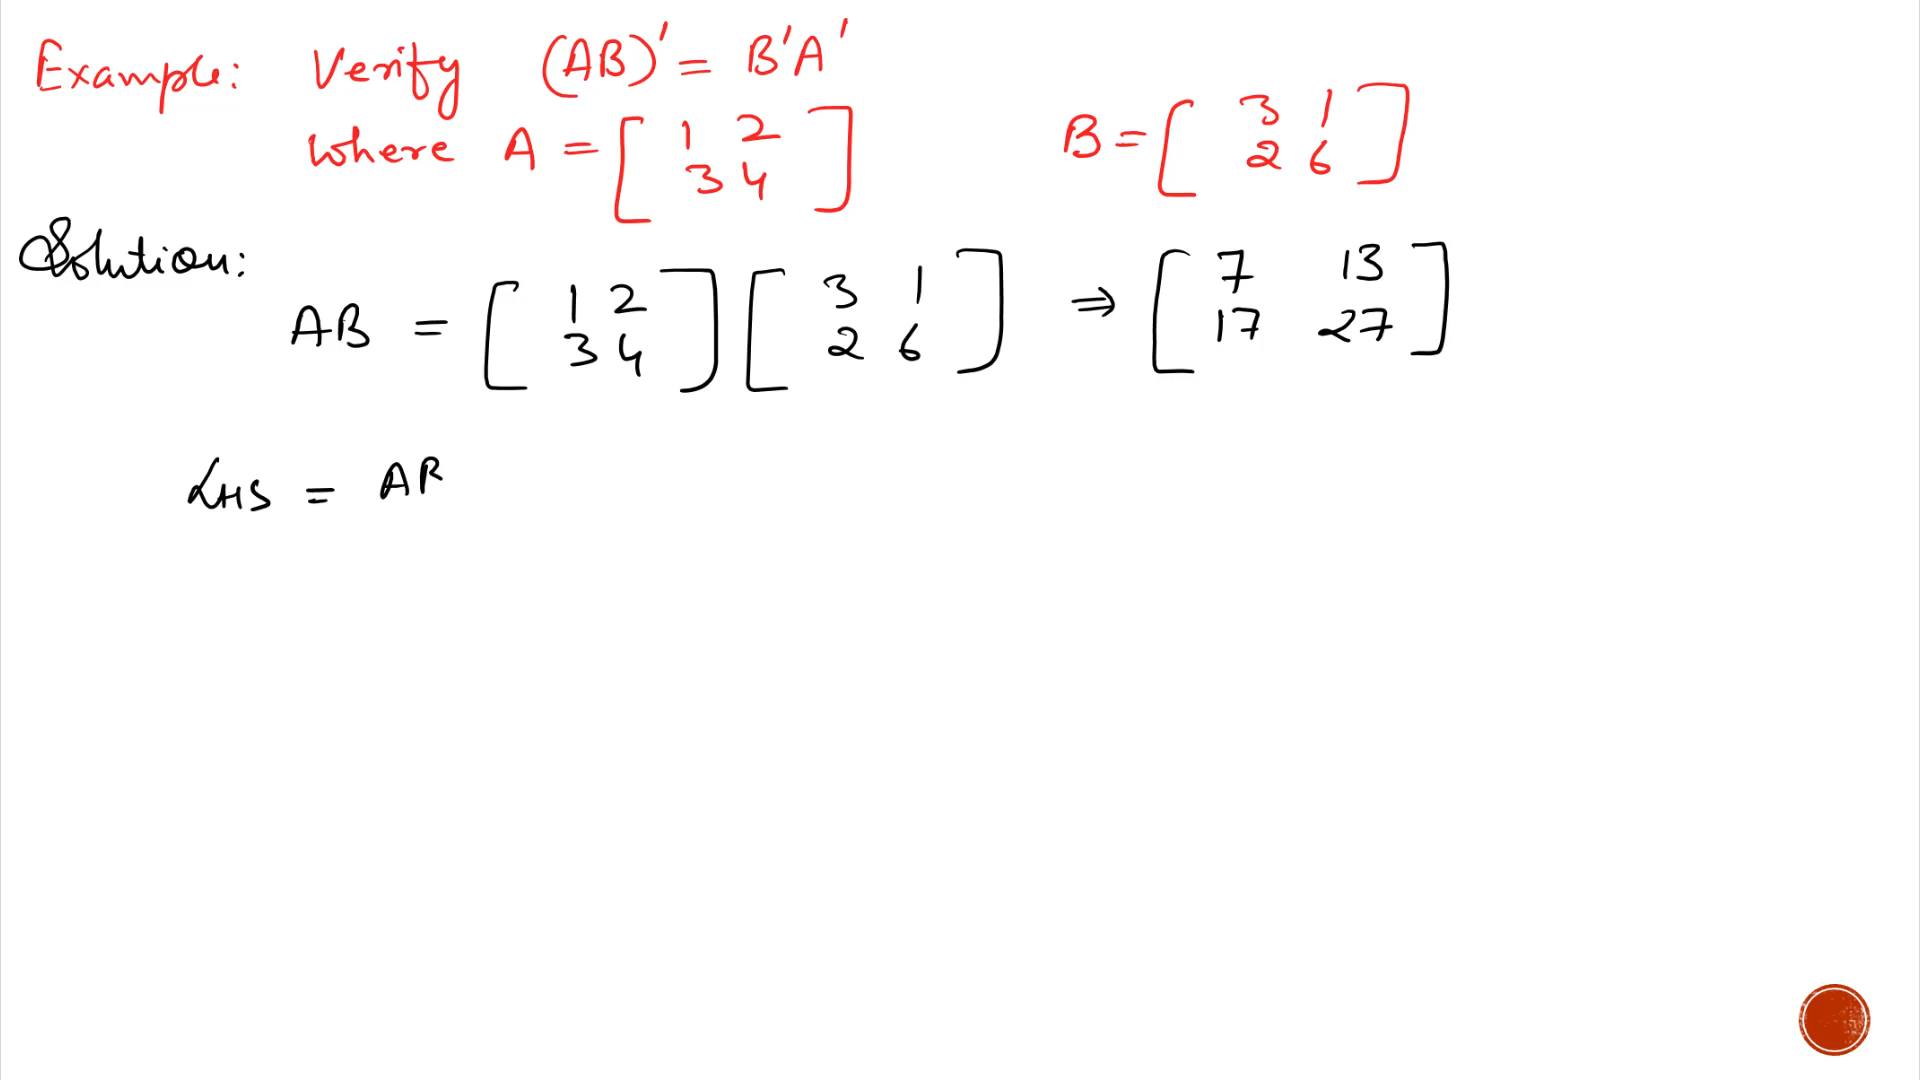 Example: Verify (AB)' = B'A'
where A = [ 1 2 B = [ 3 1
3 4 ] 2 6 ]
Solution:
AB = [ 1 2 ] [ 3 1 ] ⇒ [ 7 13 ]
3 4 2 6 17 27
LHS = AB